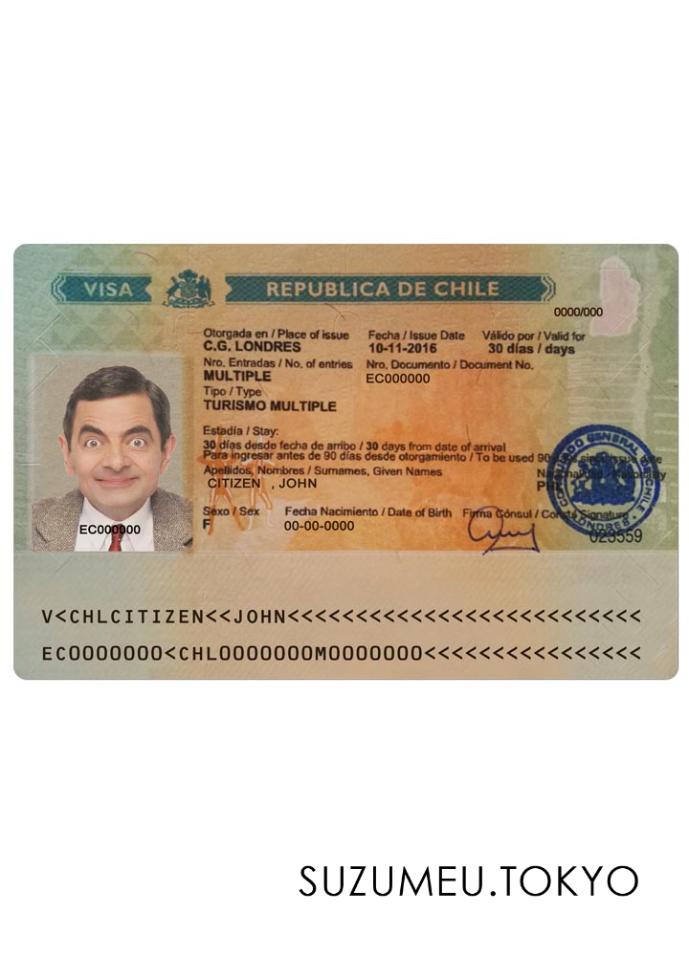 VISA REPUBLICA DE CHILE
0000/000
Otorgada en / Place of issue Fecha / Issue Date Válido por / Valid for
C.G. LONDRES 10-11-2016 30 días / days
Nro. Entradas / No. of entries Nro. Documento / Document No.
MULTIPLE EC000000
Tipo / Type
TURISMO MULTIPLE
Estadía / Stay:
30 días desde fecha de arribo / 30 days from date of arrival
Para ingresar antes de 90 días desde otorgamiento / To be used 90
Apellidos, Nombres / Surnames, Given Names
CITIZEN , JOHN
Sexo / Sex Fecha Nacimiento / Date of Birth Firma Cónsul / Consul Signature
F 00-00-0000
EC000000
CONSULADO GENERAL DE CHILE
LONDRES
023559
V<CHLCITIZEN<<JOHN<<<<<<<<<<<<<<<<<<<<<<<<<<
EC0000000<CHL0000000M0000000<<<<<<<<<<<<<<<<
SUZUMEU.TOKYO